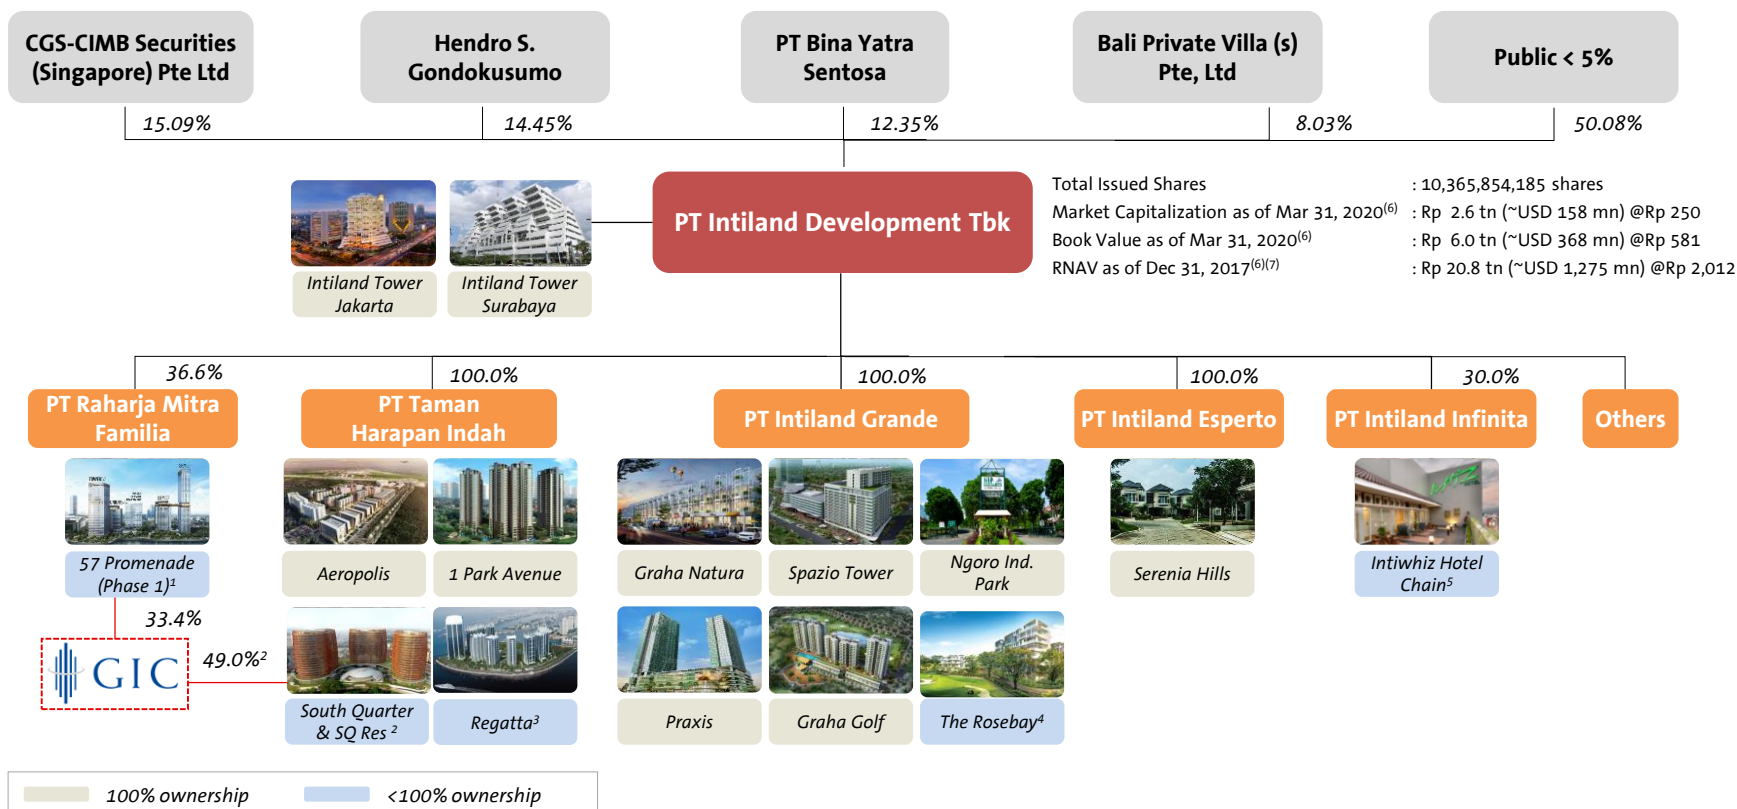 CGS-CIMB Securities
(Singapore) Pte Ltd
Hendro S.
Gondokusumo
PT Bina Yatra
Sentosa
Bali Private Villa (s)
Pte, Ltd
Public < 5%
15.09%
14.45%
12.35%
8.03%
50.08%
Intiland Tower
Jakarta
Intiland Tower
Surabaya
PT Intiland Development Tbk
Total Issued Shares : 10,365,854,185 shares
Market Capitalization as of Mar 31, 2020(6) : Rp 2.6 tn (~USD 158 mn) @Rp 250
Book Value as of Mar 31, 2020(6) : Rp 6.0 tn (~USD 368 mn) @Rp 581
RNAV as of Dec 31, 2017(6)(7) : Rp 20.8 tn (~USD 1,275 mn) @Rp 2,012
36.6%
100.0%
100.0%
100.0%
30.0%
PT Raharja Mitra
Familia
PT Taman
Harapan Indah
PT Intiland Grande
PT Intiland Esperto
PT Intiland Infinita
Others
57 Promenade
(Phase 1)1
Aeropolis
1 Park Avenue
Graha Natura
Spazio Tower
Ngoro Ind.
Park
Serenia Hills
Intiwhiz Hotel
Chain5
33.4%
GIC
49.0%2
South Quarter
& SQ Res 2
Regatta3
Praxis
Graha Golf
The Rosebay4
100% ownership
<100% ownership